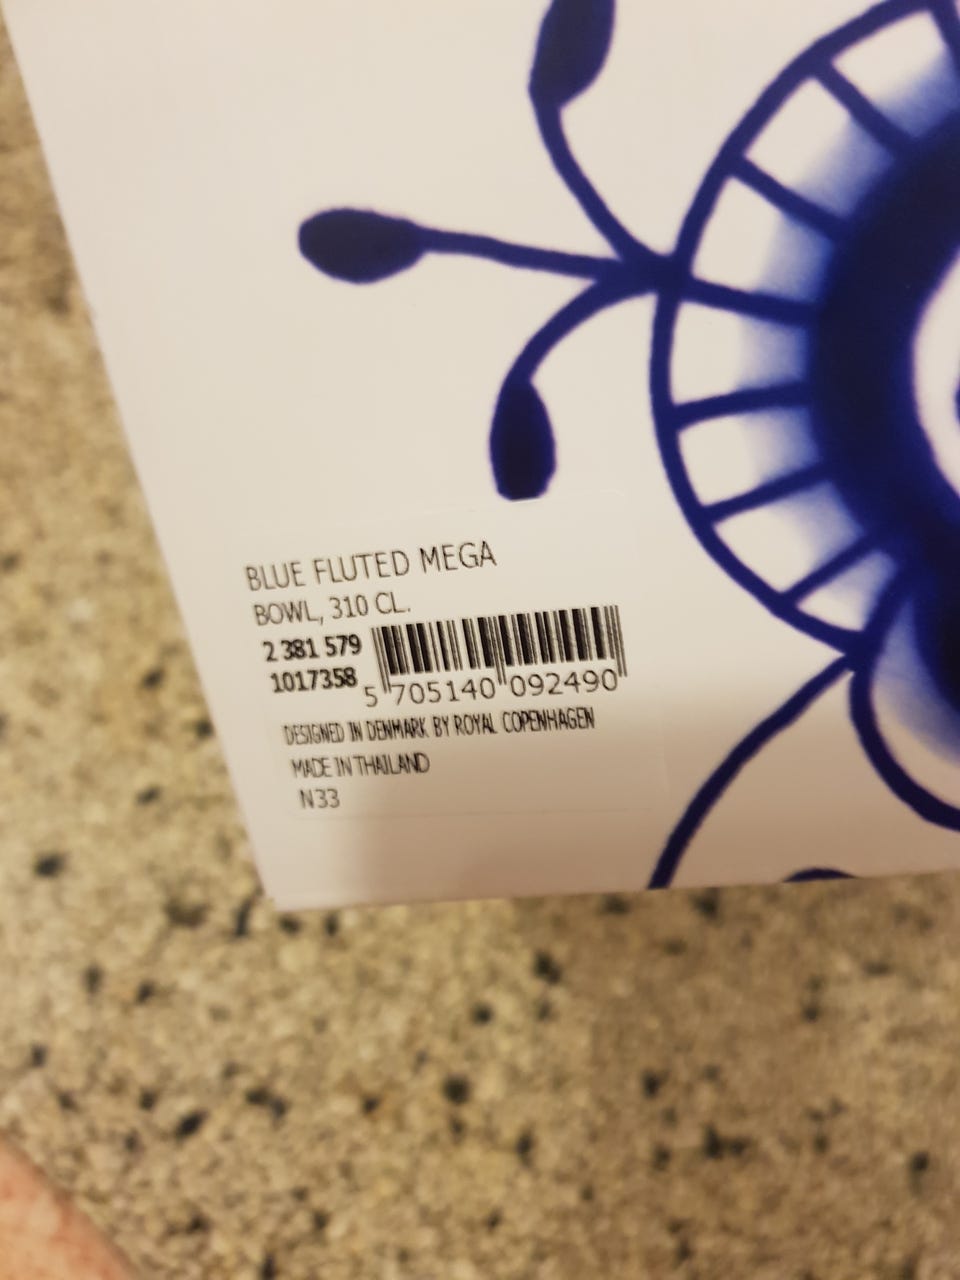 BLUE FLUTED MEGA
BOWL, 310 CL.
2 381 579
1017358
5 705140 092490
DESIGNED IN DENMARK BY ROYAL COPENHAGEN
MADE IN THAILAND
N33